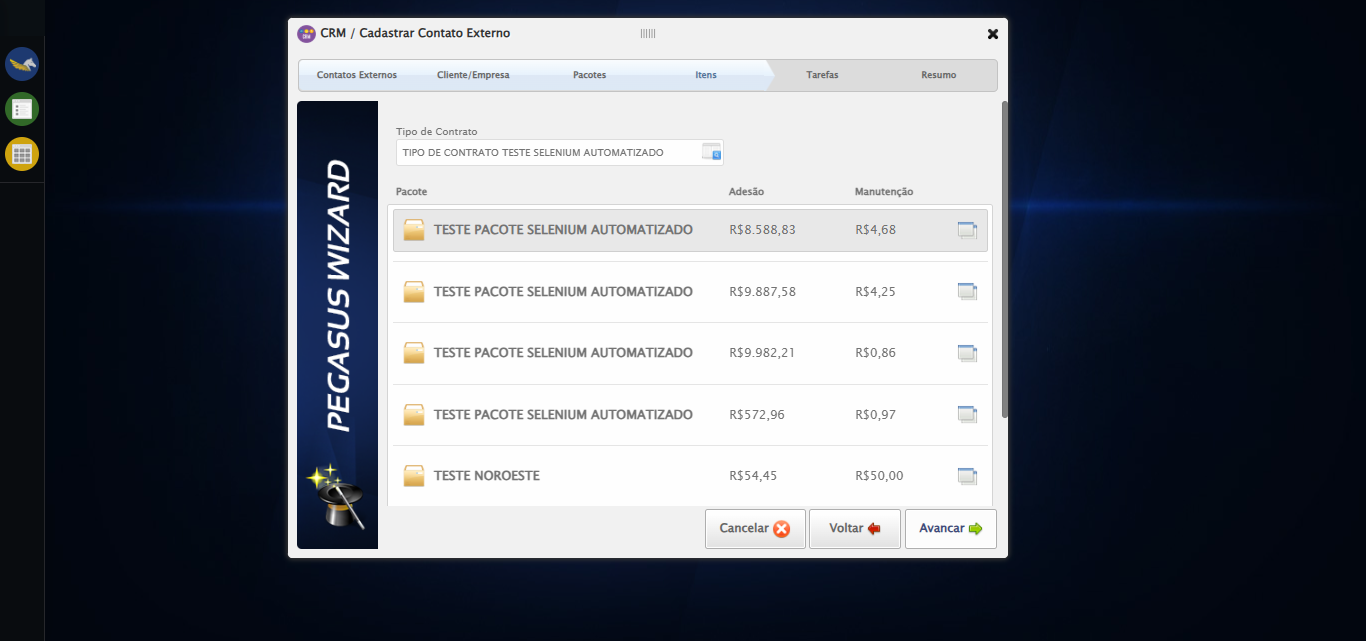 CRM / Cadastrar Contato Externo
Contatos Externos Cliente/Empresa Pacotes Itens Tarefas Resumo
PEGASUS WIZARD
Tipo de Contrato
TIPO DE CONTRATO TESTE SELENIUM AUTOMATIZADO
Pacote Adesão Manutenção
TESTE PACOTE SELENIUM AUTOMATIZADO R$8.588,83 R$4,68
TESTE PACOTE SELENIUM AUTOMATIZADO R$9.887,58 R$4,25
TESTE PACOTE SELENIUM AUTOMATIZADO R$9.982,21 R$0,86
TESTE PACOTE SELENIUM AUTOMATIZADO R$572,96 R$0,97
TESTE NOROESTE R$54,45 R$50,00
Cancelar Voltar Avancar